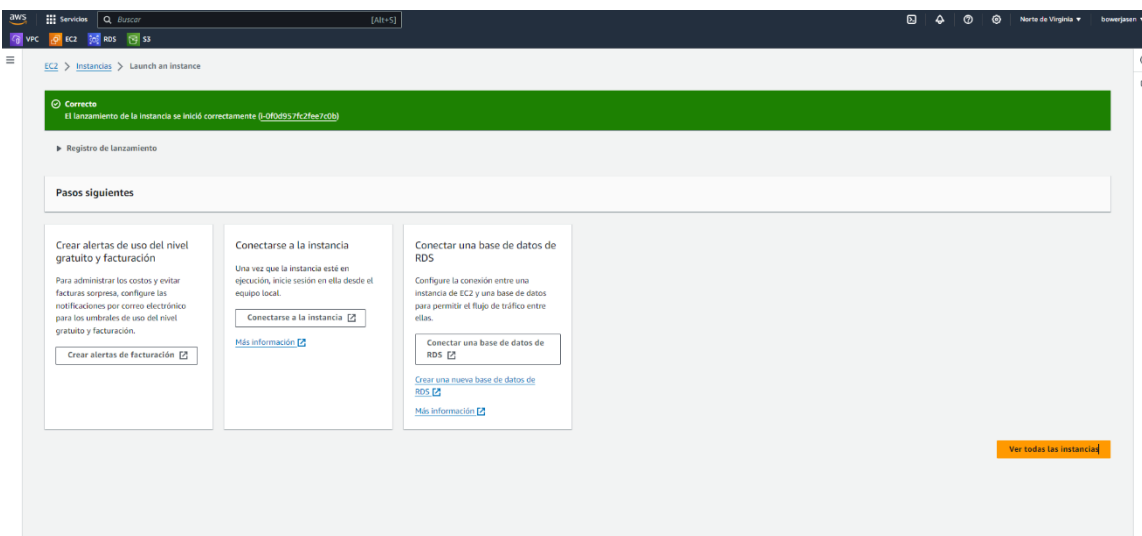 aws Servicios Buscar [Alt+S] Norte de Virginia bowerjasen
VPC EC2 RDS S3
EC2 > Instancias > Launch an instance
Correcto
El lanzamiento de la instancia se inició correctamente (i-0f0d957fc2fee7c0b)
Registro de lanzamiento
Pasos siguientes
Crear alertas de uso del nivel
gratuito y facturación
Para administrar los costos y evitar
facturas sorpresa, configure las
notificaciones por correo electrónico
para los umbrales de uso del nivel
gratuito y facturación.
Crear alertas de facturación
Conectarse a la instancia
Una vez que la instancia esté en
ejecución, inicie sesión en ella desde el
equipo local.
Conectarse a la instancia
Más información
Conectar una base de datos de
RDS
Configure la conexión entre una
instancia de EC2 y una base de datos
para permitir el flujo de tráfico entre
ellas.
Conectar una base de datos de
RDS
Crear una nueva base de datos de
RDS
Más información
Ver todas las instancias